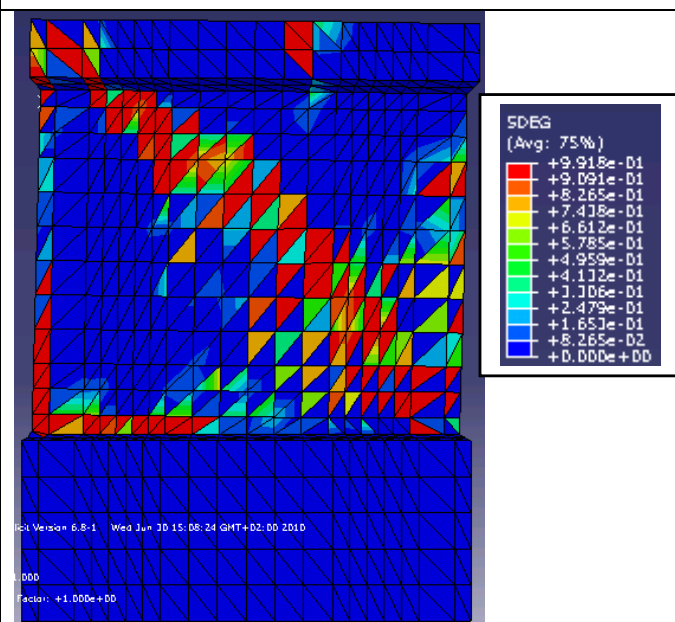 SDEG
(Avg: 75%)
+9.918e-01
+9.091e-01
+8.265e-01
+7.438e-01
+6.612e-01
+5.785e-01
+4.959e-01
+4.132e-01
+3.306e-01
+2.479e-01
+1.653e-01
+8.265e-02
+0.000e+00
licit Version 6.8-1 Wed Jun 30 15:08:24 GMT+02:00 2010
1.000
Factor: +1.000e+00